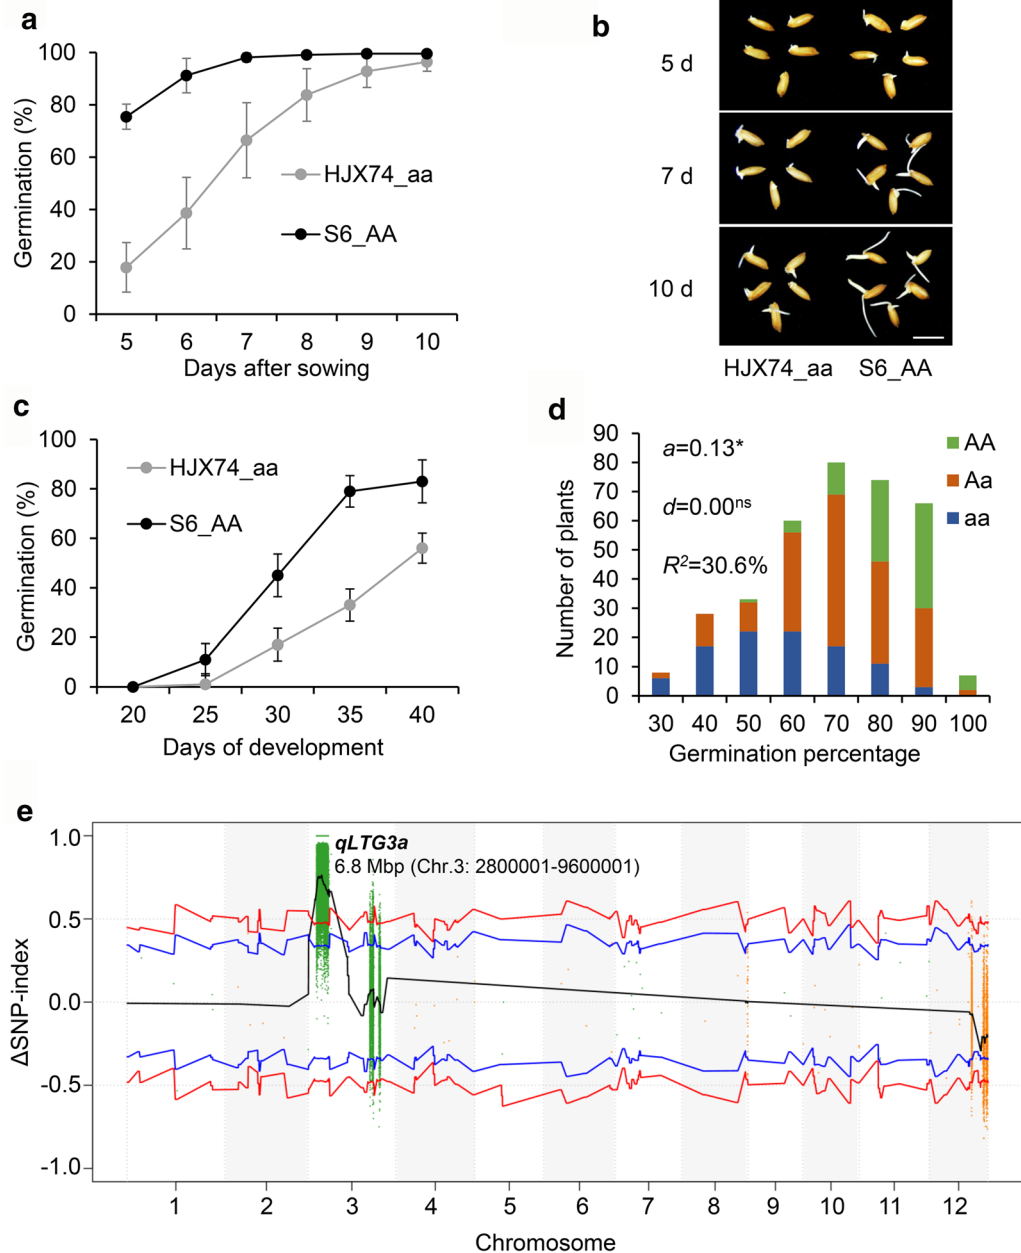 a
100
80
60
40
20
0
Germination (%)
HJX74_aa
S6_AA
5 6 7 8 9 10
Days after sowing
b
5 d
7 d
10 d
HJX74_aa S6_AA
c
100
80
60
40
20
0
Germination (%)
HJX74_aa
S6_AA
20 25 30 35 40
Days of development
d
90
80
70
60
50
40
30
20
10
0
Number of plants
a=0.13*
d=0.00ns
R2=30.6%
AA
Aa
aa
30 40 50 60 70 80 90 100
Germination percentage
e
1.0
0.5
0.0
-0.5
-1.0
ΔSNP-index
qLTG3a
6.8 Mbp (Chr.3: 2800001-9600001)
1 2 3 4 5 6 7 8 9 10 11 12
Chromosome